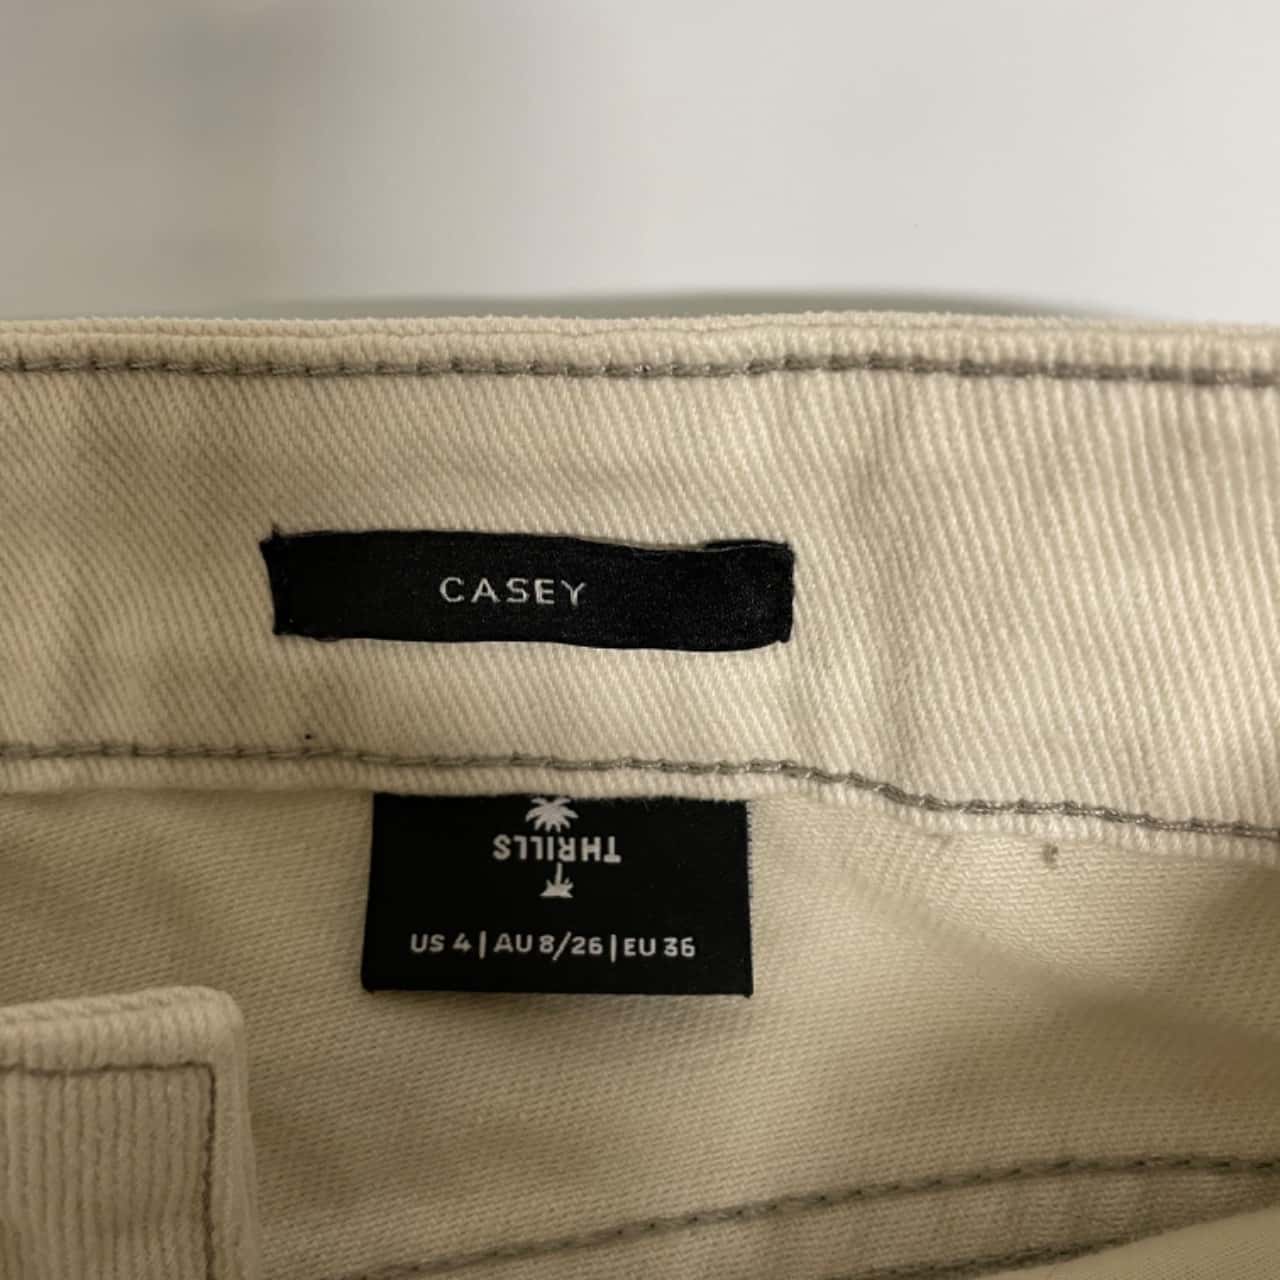 CASEY
THRILLS
US 4 | AU 8/26 | EU 36